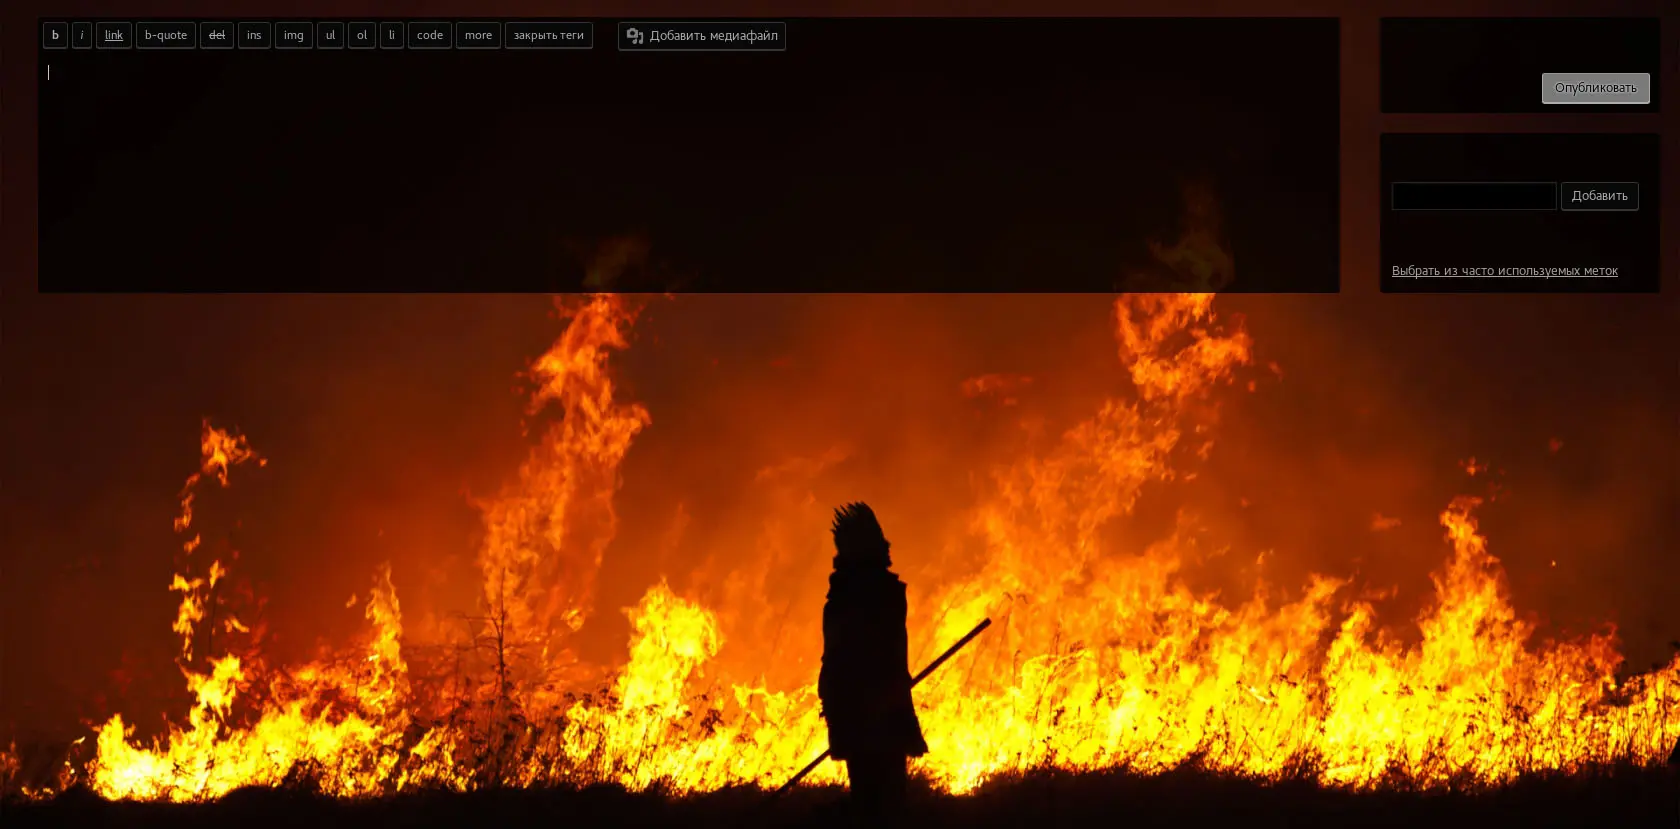 b i link b-quote del ins img ul ol li code more закрыть теги Добавить медиафайл
Опубликовать
Добавить
Выбрать из часто используемых меток